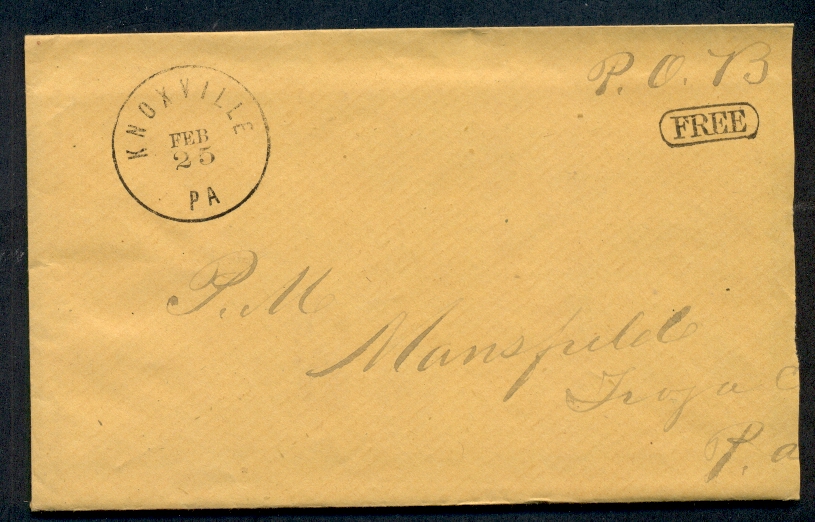 KNOXVILLE
FEB
25
PA
P. O. B
FREE
P. M
Mansfield
Tioga C
P. a